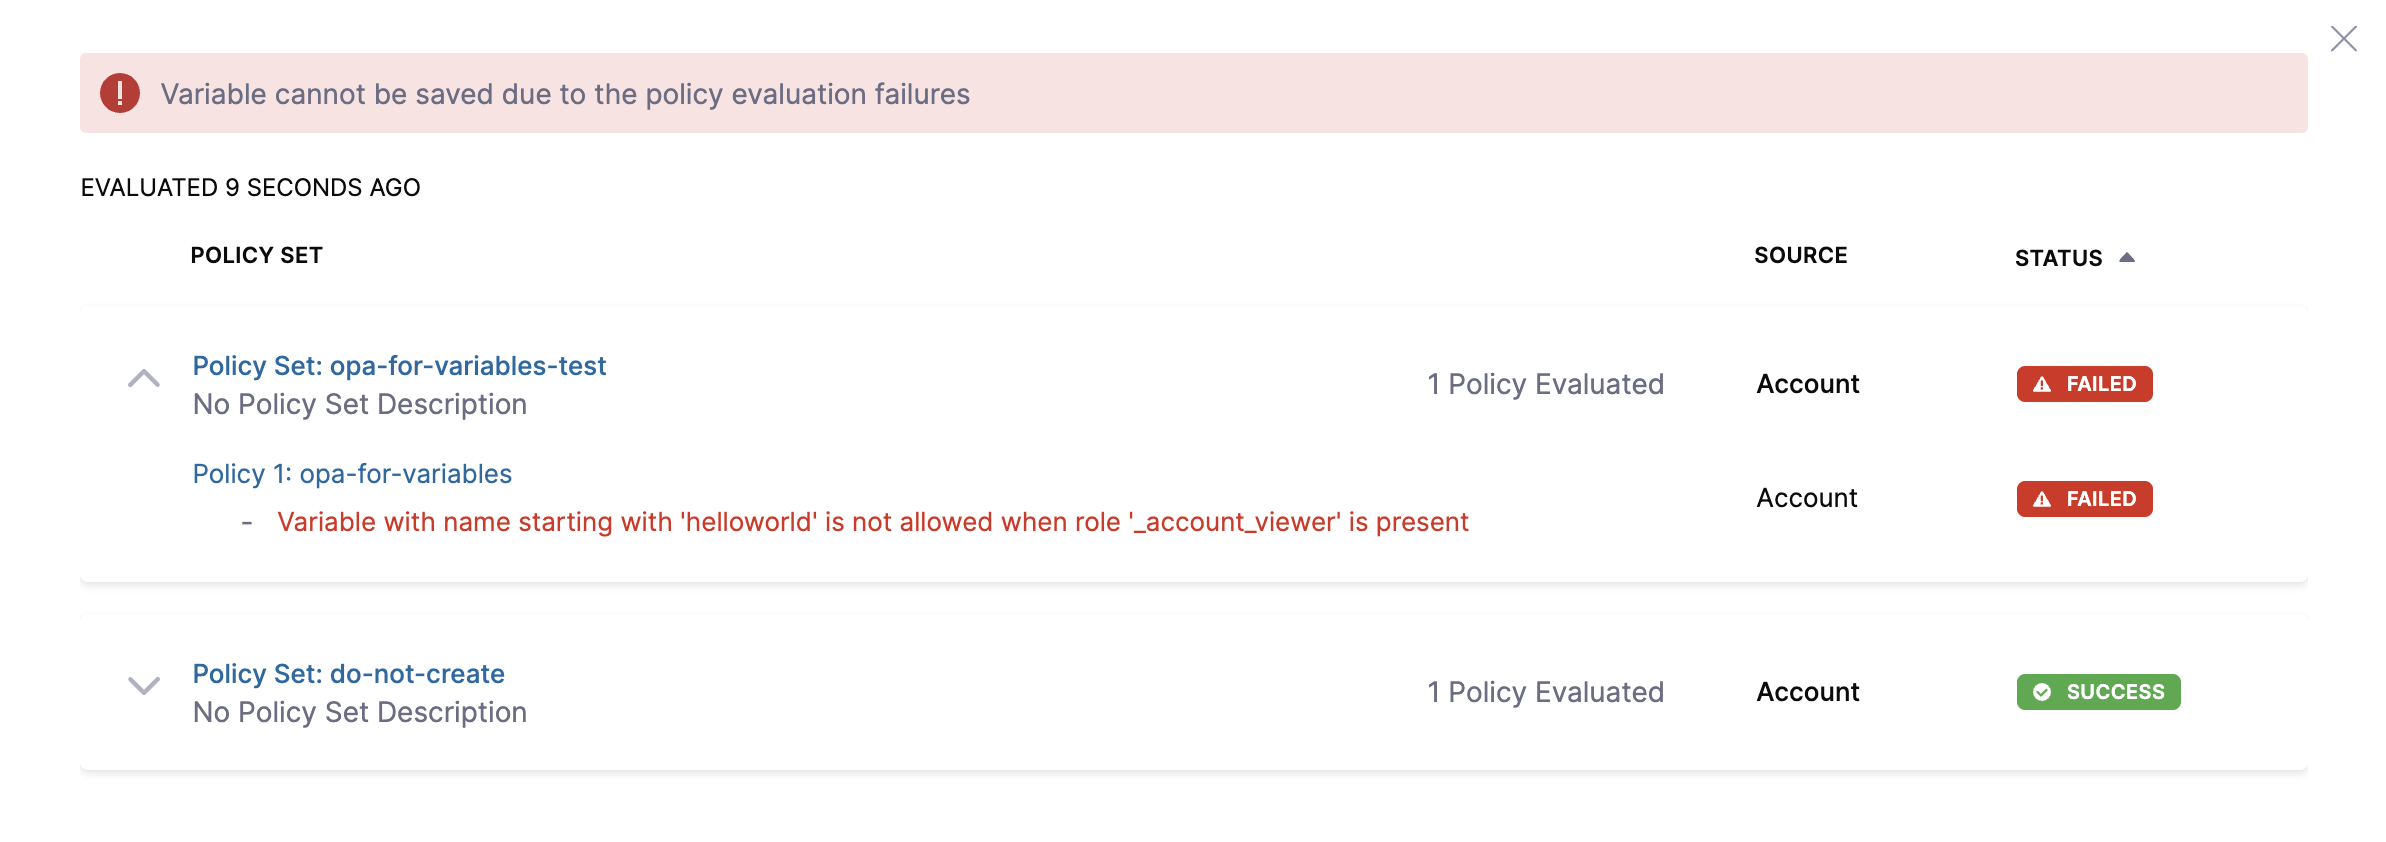 Variable cannot be saved due to the policy evaluation failures
EVALUATED 9 SECONDS AGO
POLICY SET SOURCE STATUS
Policy Set: opa-for-variables-test
No Policy Set Description
1 Policy Evaluated Account FAILED
Policy 1: opa-for-variables
- Variable with name starting with 'helloworld' is not allowed when role '_account_viewer' is present
Account FAILED
Policy Set: do-not-create
No Policy Set Description
1 Policy Evaluated Account SUCCESS